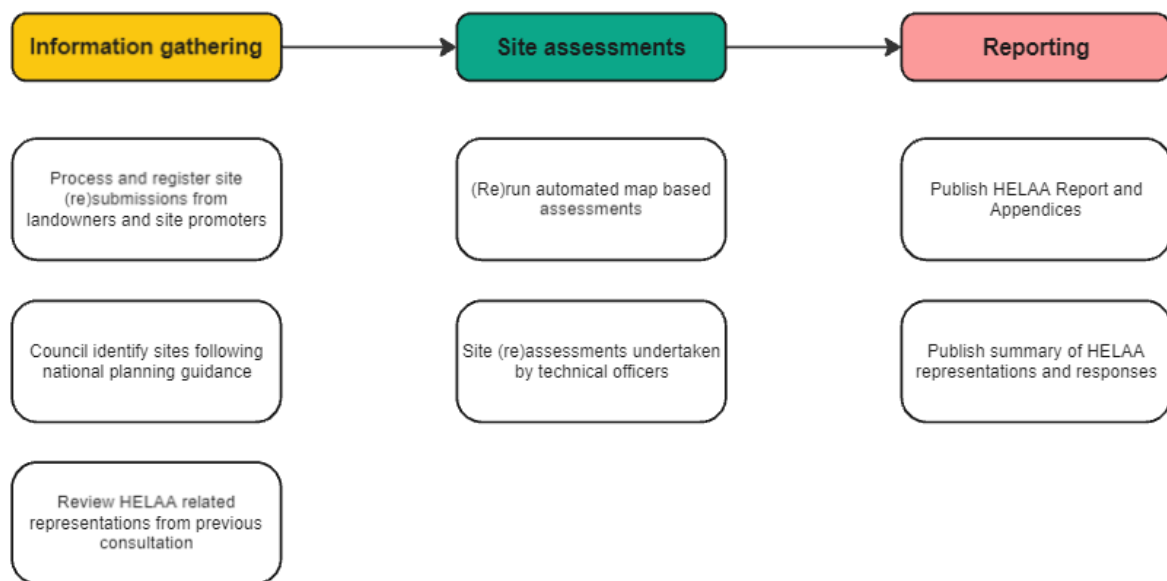 Information gathering
Site assessments
Reporting
Process and register site
(re)submissions from
landowners and site promoters
(Re)run automated map based
assessments
Publish HELAA Report and
Appendices
Council identify sites following
national planning guidance
Site (re)assessments undertaken
by technical officers
Publish summary of HELAA
representations and responses
Review HELAA related
representations from previous
consultation